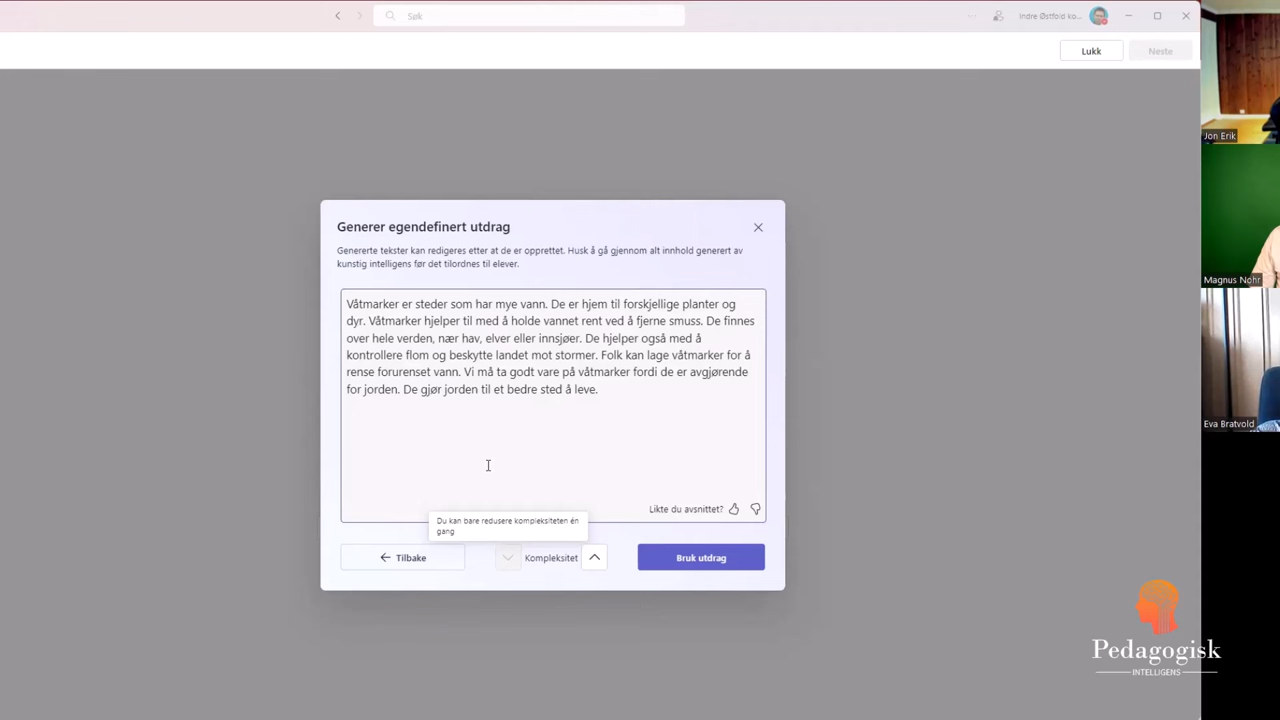 Søk
Indre Østfold ko...
Lukk
Neste
Jon Erik
Generer egendefinert utdrag
Genererte tekster kan redigeres etter at de er opprettet. Husk å gå gjennom alt innhold generert av
kunstig intelligens før det tilordnes til elever.
Magnus Nohr
Våtmarker er steder som har mye vann. De er hjem til forskjellige planter og
dyr. Våtmarker hjelper til med å holde vannet rent ved å fjerne smuss. De finnes
over hele verden, nær hav, elver eller innsjøer. De hjelper også med å
kontrollere flom og beskytte landet mot stormer. Folk kan lage våtmarker for å
rense forurenset vann. Vi må ta godt vare på våtmarker fordi de er avgjørende
for jorden. De gjør jorden til et bedre sted å leve.
Eva Bratvold
Likte du avsnittet?
Du kan bare redusere kompleksiteten én
gang
Tilbake
Kompleksitet
Bruk utdrag
Pedagogisk
INTELLIGENS